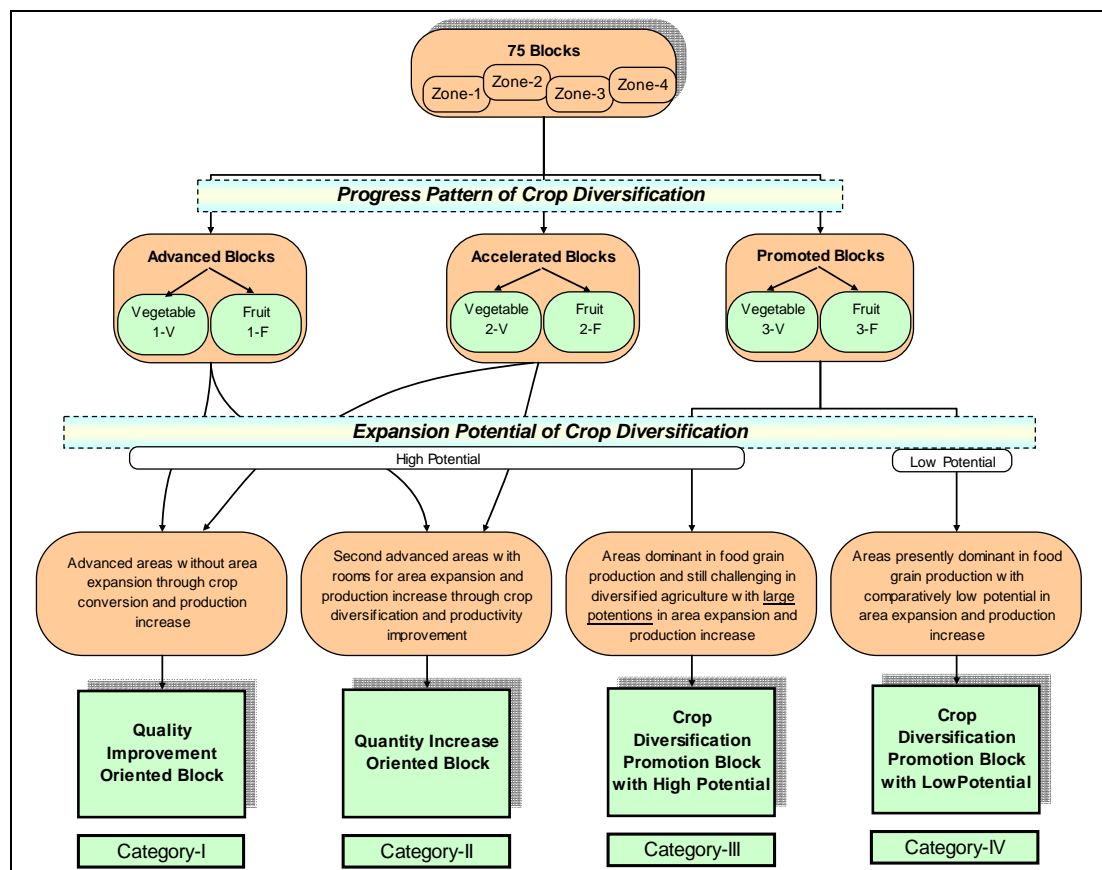 75 Blocks
Zone-1
Zone-2
Zone-3
Zone-4
Progress Pattern of Crop Diversification
Advanced Blocks
Vegetable
1-V
Fruit
1-F
Accelerated Blocks
Vegetable
2-V
Fruit
2-F
Promoted Blocks
Vegetable
3-V
Fruit
3-F
Expansion Potential of Crop Diversification
High Potential
Low Potential
Advanced areas without area
expansion through crop
conversion and production
increase
Second advanced areas with
rooms for area expansion and
production increase through crop
diversification and productivity
improvement
Areas dominant in food grain
production and still challenging in
diversified agriculture with large
potentions in area expansion and
production increase
Areas presently dominant in food
grain production with
comparatively low potential in
area expansion and production
increase
Quality
Improvement
Oriented Block
Quantity Increase
Oriented Block
Crop
Diversification
Promotion Block
with High Potential
Crop
Diversification
Promotion Block
with LowPotential
Category-I
Category-II
Category-III
Category-IV